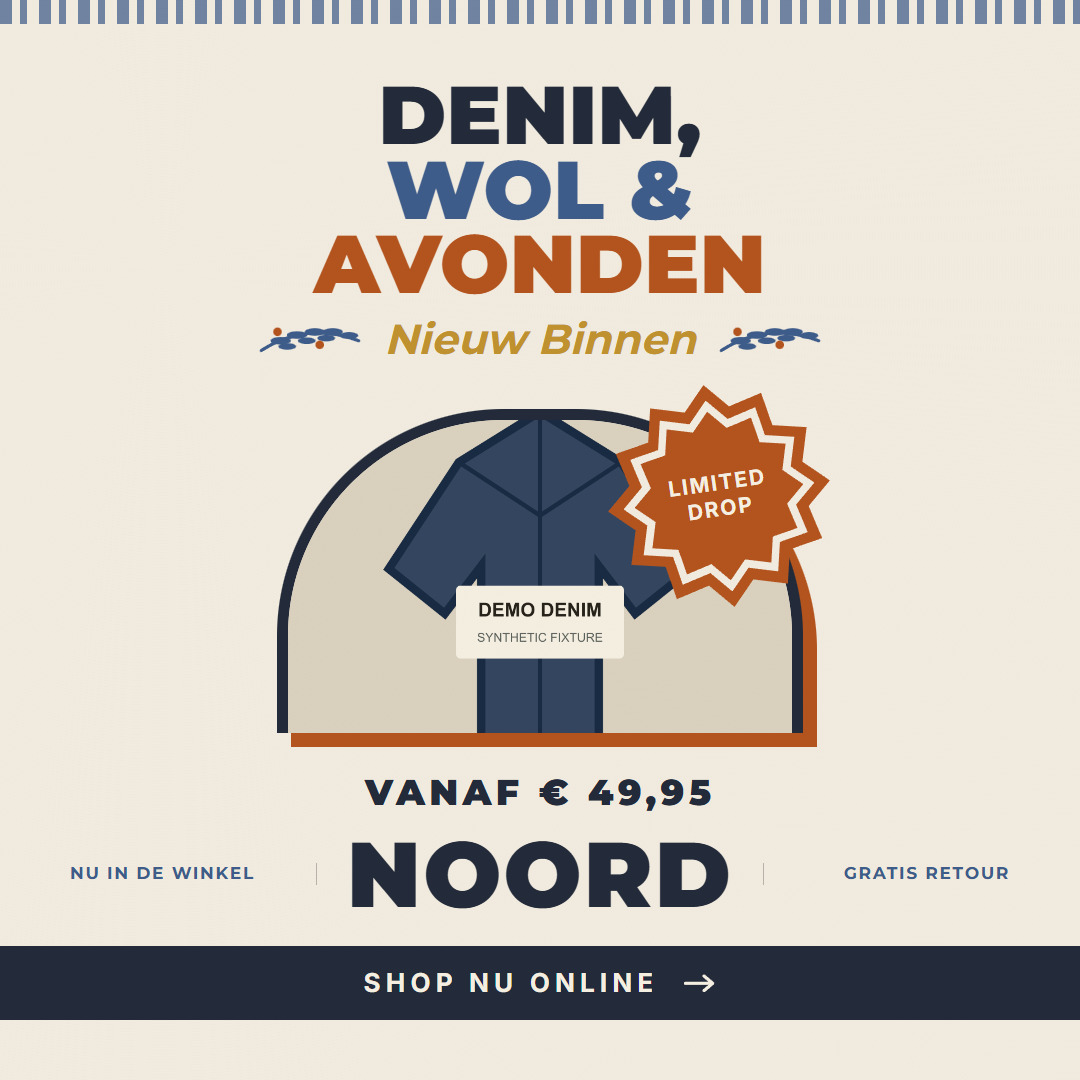 DENIM,
WOL &
AVONDEN
Nieuw Binnen
LIMITED
DROP
DEMO DENIM
SYNTHETIC FIXTURE
VANAF € 49,95
NU IN DE WINKEL
NOORD
GRATIS RETOUR
SHOP NU ONLINE →